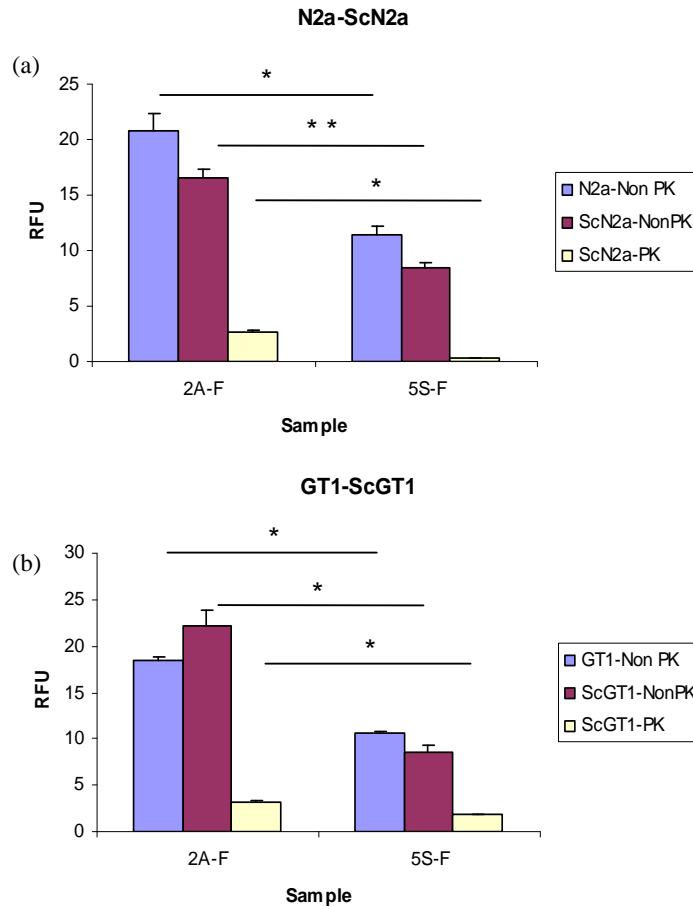 N2a-ScN2a
(a)
*
* *
*
25
20
15
10
5
0
RFU
2A-F 5S-F
Sample
N2a-Non PK
ScN2a-NonPK
ScN2a-PK
GT1-ScGT1
(b)
*
*
*
30
25
20
15
10
5
0
RFU
2A-F 5S-F
Sample
GT1-Non PK
ScGT1-NonPK
ScGT1-PK